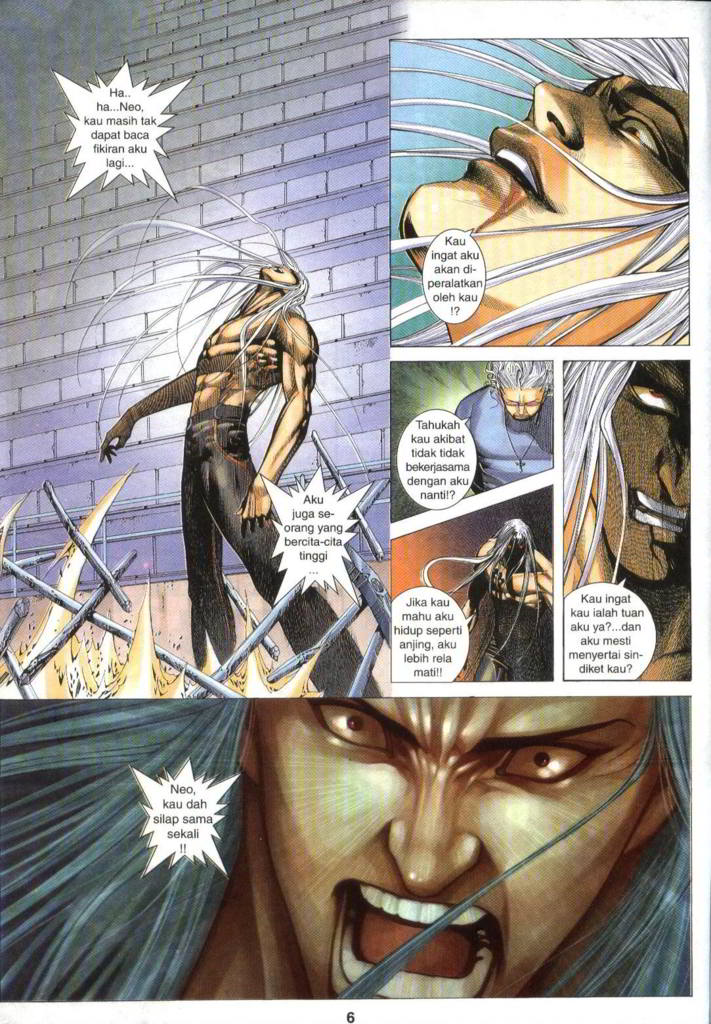 Ha..
ha...Neo,
kau masih tak
dapat baca
fikiran aku
lagi...
Kau
ingat aku
akan di-
peralatkan
oleh kau
!?
Aku
juga se-
orang yang
bercita-cita
tinggi
...
Tahukah
kau akibat
tidak tidak
bekerjasama
dengan aku
nanti!?
Jika kau
mahu aku
hidup seperti
anjing, aku
lebih rela
mati!!
Kau
ingat
kau ialah tuan
aku ya?...dan
aku mesti
menyertai sin-
diket kau?
Neo,
kau dah
silap sama
sekali
!!
6